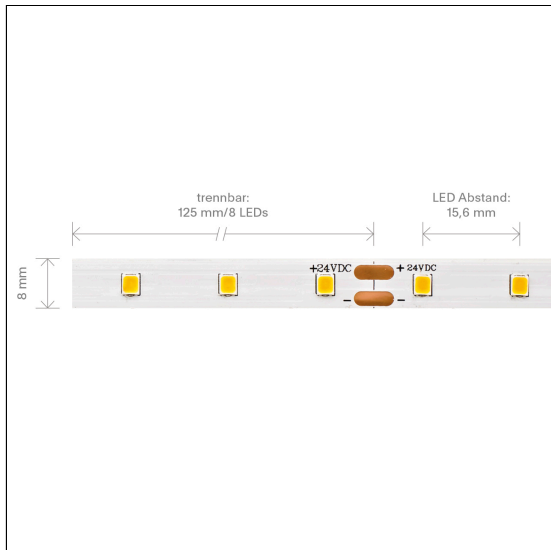 trennbar:
125 mm/8 LEDs
LED Abstand:
15,6 mm
8 mm
+24VDC
+ 24VDC
– –